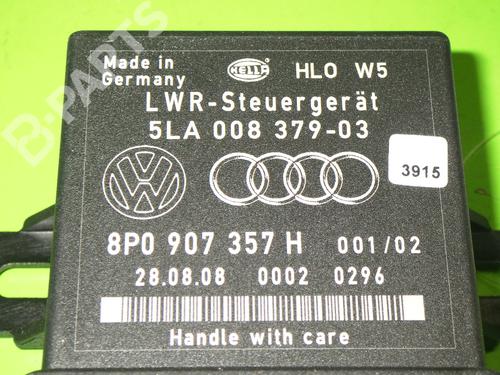 Made in
Germany
HELLA
HLO W5
LWR-Steuergerät
5LA 008 379-03
3915
8P0 907 357 H 001/02
28.08.08 0002 0296
Handle with care
B-PARTS